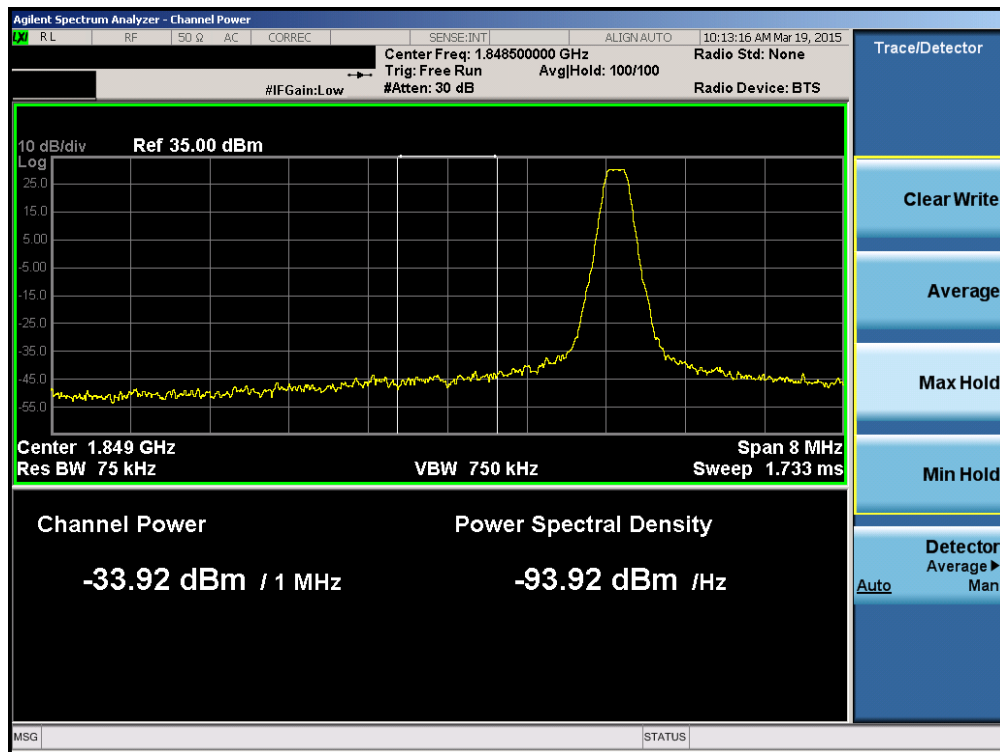 Agilent Spectrum Analyzer - Channel Power
LXI RL RF 50 Ω AC CORREC SENSE:INT ALIGN AUTO 10:13:16 AM Mar 19, 2015
Center Freq: 1.848500000 GHz Radio Std: None
Trig: Free Run Avg|Hold: 100/100
#IFGain:Low #Atten: 30 dB Radio Device: BTS
10 dB/div Ref 35.00 dBm
Log
25.0
15.0
5.00
-5.00
-15.0
-25.0
-35.0
-45.0
-55.0
Center 1.849 GHz Span 8 MHz
Res BW 75 kHz VBW 750 kHz Sweep 1.733 ms
Channel Power Power Spectral Density
-33.92 dBm / 1 MHz -93.92 dBm /Hz
MSG STATUS
Trace/Detector
Clear Write
Average
Max Hold
Min Hold
Detector
Average
Auto Man